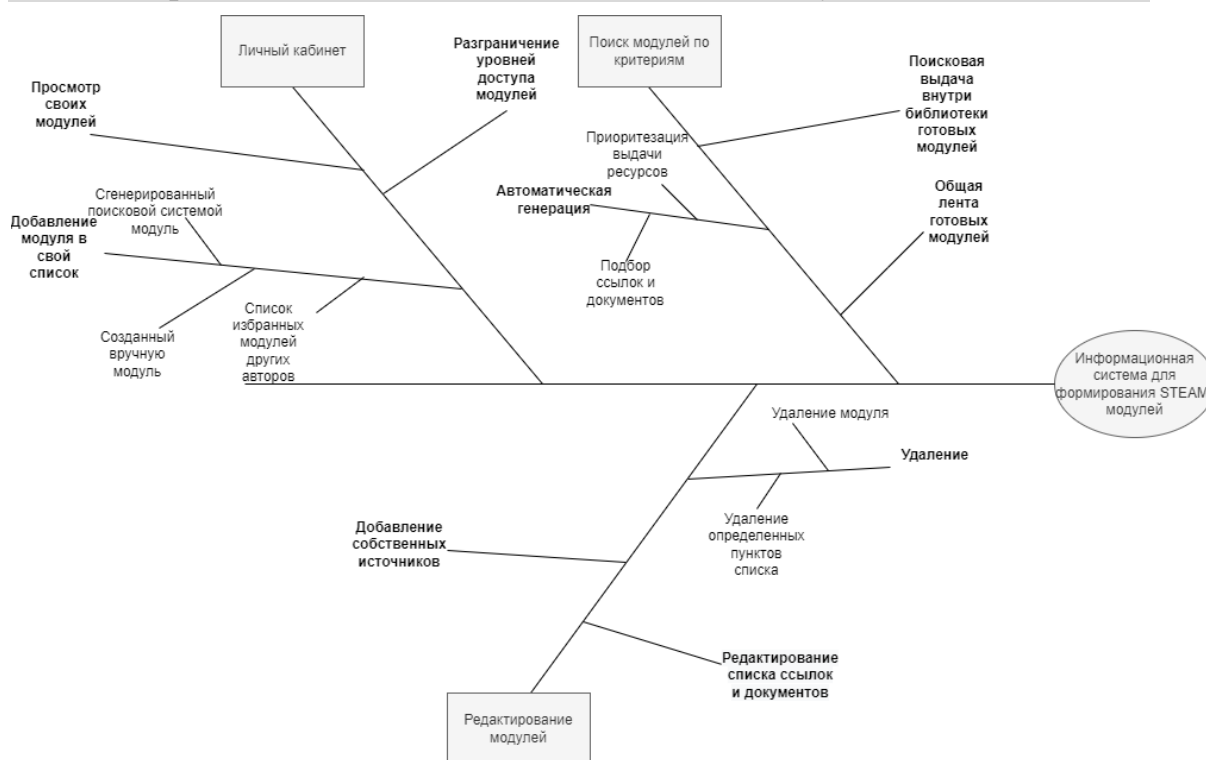 Личный кабинет
Разграничение
уровней
доступа
модулей
Поиск модулей по
критериям
Поисковая
выдача
внутри
библиотеки
готовых
модулей
Просмотр
своих
модулей
Приоритезация
выдачи
ресурсов
Автоматическая
генерация
Общая
лента
готовых
модулей
Сгенерированный
поисковой системой
модуль
Добавление
модуля в
свой
список
Подбор
ссылок и
документов
Список
избранных
модулей
других
авторов
Созданный
вручную
модуль
Информационная
система для
формирования STEAM
модулей
Удаление модуля
Удаление
Удаление
определенных
пунктов
списка
Добавление
собственных
источников
Редактирование
списка ссылок
и документов
Редактирование
модулей